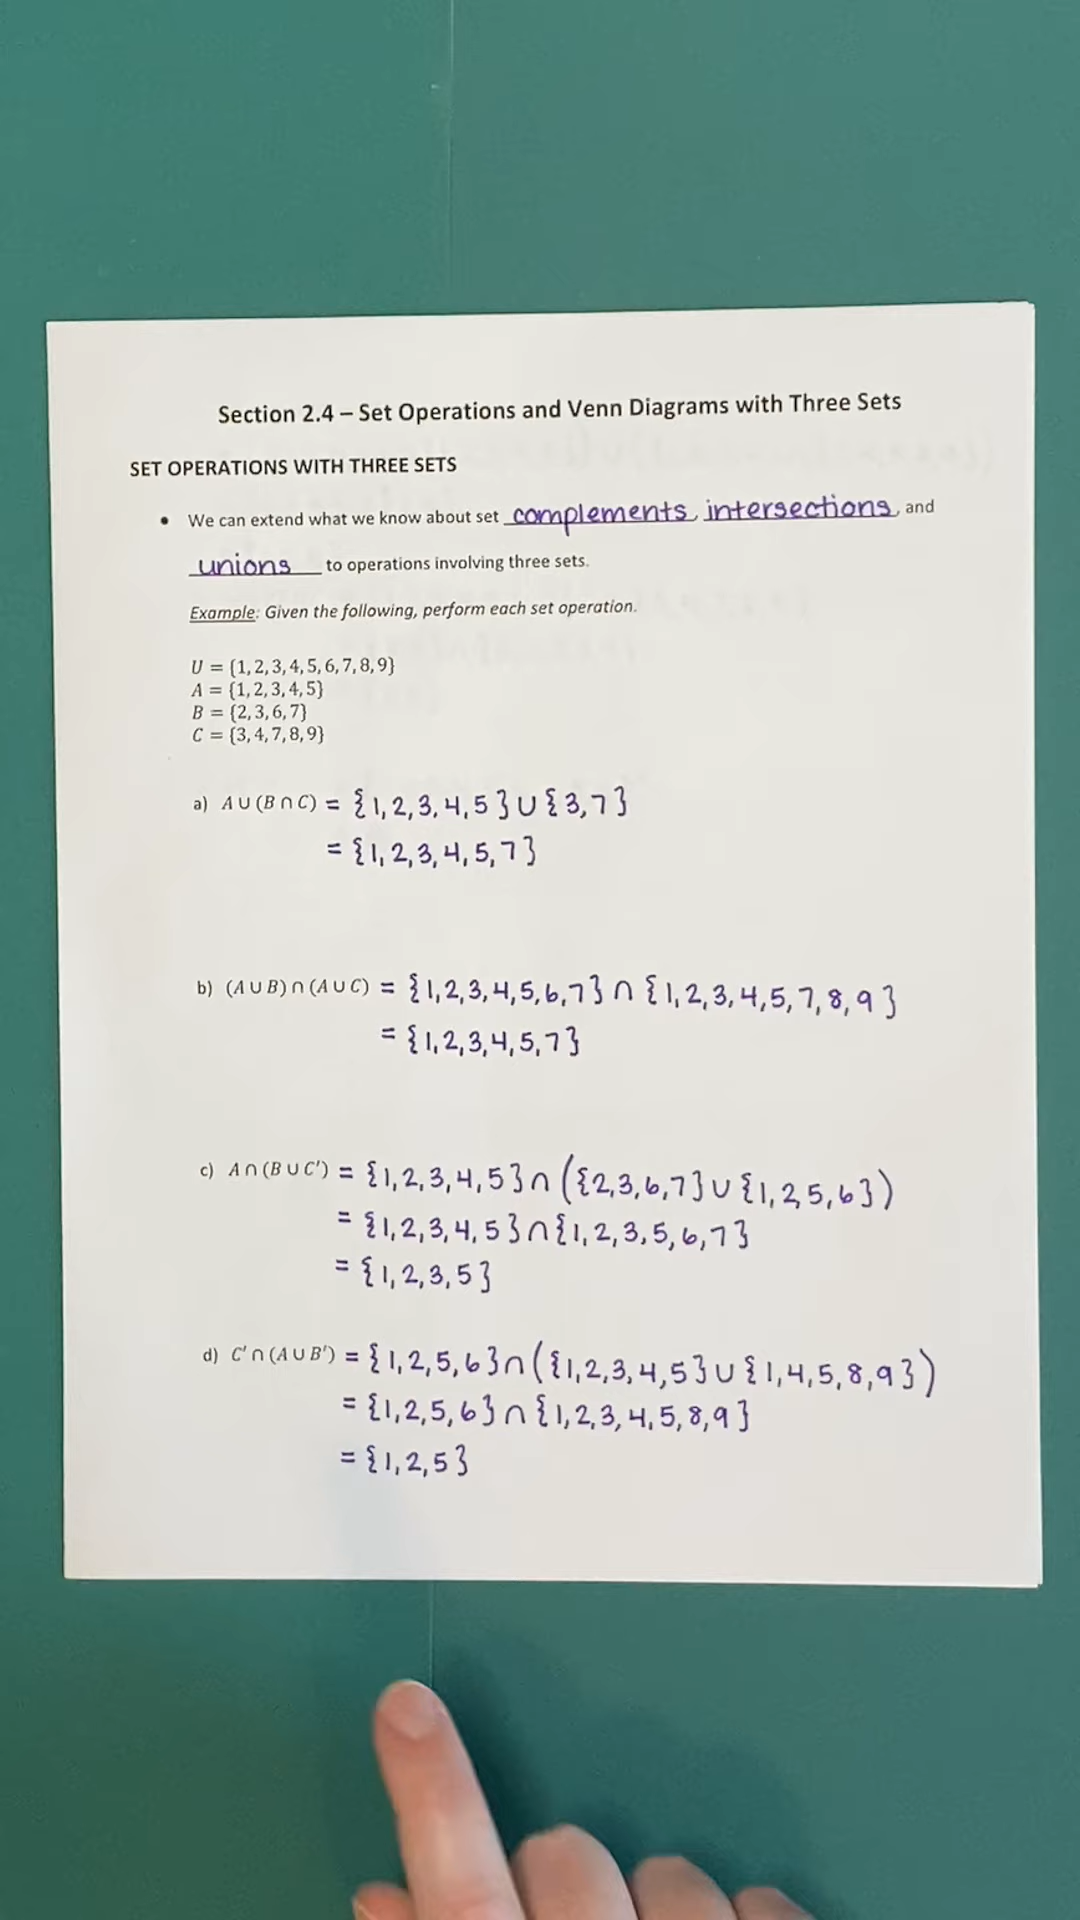 Section 2.4 – Set Operations and Venn Diagrams with Three Sets
SET OPERATIONS WITH THREE SETS
• We can extend what we know about set complements, intersections, and
unions to operations involving three sets.
Example: Given the following, perform each set operation.
U = {1, 2, 3, 4, 5, 6, 7, 8, 9}
A = {1, 2, 3, 4, 5}
B = {2, 3, 6, 7}
C = {3, 4, 7, 8, 9}
a) A ∪ (B ∩ C) = {1, 2, 3, 4, 5} ∪ {3, 7}
= {1, 2, 3, 4, 5, 7}
b) (A ∪ B) ∩ (A ∪ C) = {1, 2, 3, 4, 5, 6, 7} ∩ {1, 2, 3, 4, 5, 7, 8, 9}
= {1, 2, 3, 4, 5, 7}
c) A ∩ (B ∪ C′) = {1, 2, 3, 4, 5} ∩ ({2, 3, 6, 7} ∪ {1, 2, 5, 6})
= {1, 2, 3, 4, 5} ∩ {1, 2, 3, 5, 6, 7}
= {1, 2, 3, 5}
d) C′ ∩ (A ∪ B′) = {1, 2, 5, 6} ∩ ({1, 2, 3, 4, 5} ∪ {1, 4, 5, 8, 9})
= {1, 2, 5, 6} ∩ {1, 2, 3, 4, 5, 8, 9}
= {1, 2, 5}